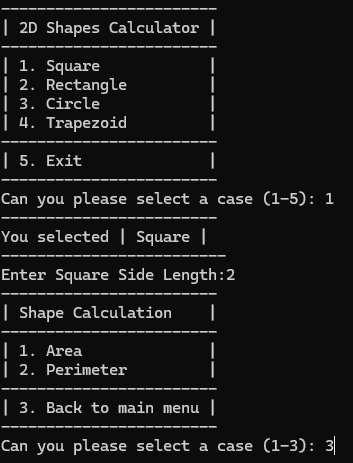 ------------------------
| 2D Shapes Calculator |
------------------------
| 1. Square            |
| 2. Rectangle         |
| 3. Circle            |
| 4. Trapezoid         |
------------------------
| 5. Exit              |
------------------------
Can you please select a case (1-5): 1
------------------------
You selected | Square |
-------------------------
Enter Square Side Length:2
------------------------
| Shape Calculation    |
------------------------
| 1. Area              |
| 2. Perimeter         |
------------------------
| 3. Back to main menu |
------------------------
Can you please select a case (1-3): 3